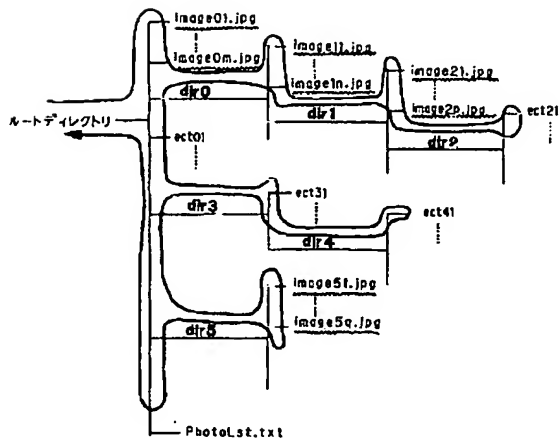 image01.jpg
image0m.jpg
image11.jpg
image1n.jpg
image21.jpg
image2p.jpg
ect21
dir0
dir1
dir2
ルートディレクトリ
ect01
ect31
ect41
dir3
dir4
image51.jpg
image5q.jpg
dir5
PhotoLst.txt